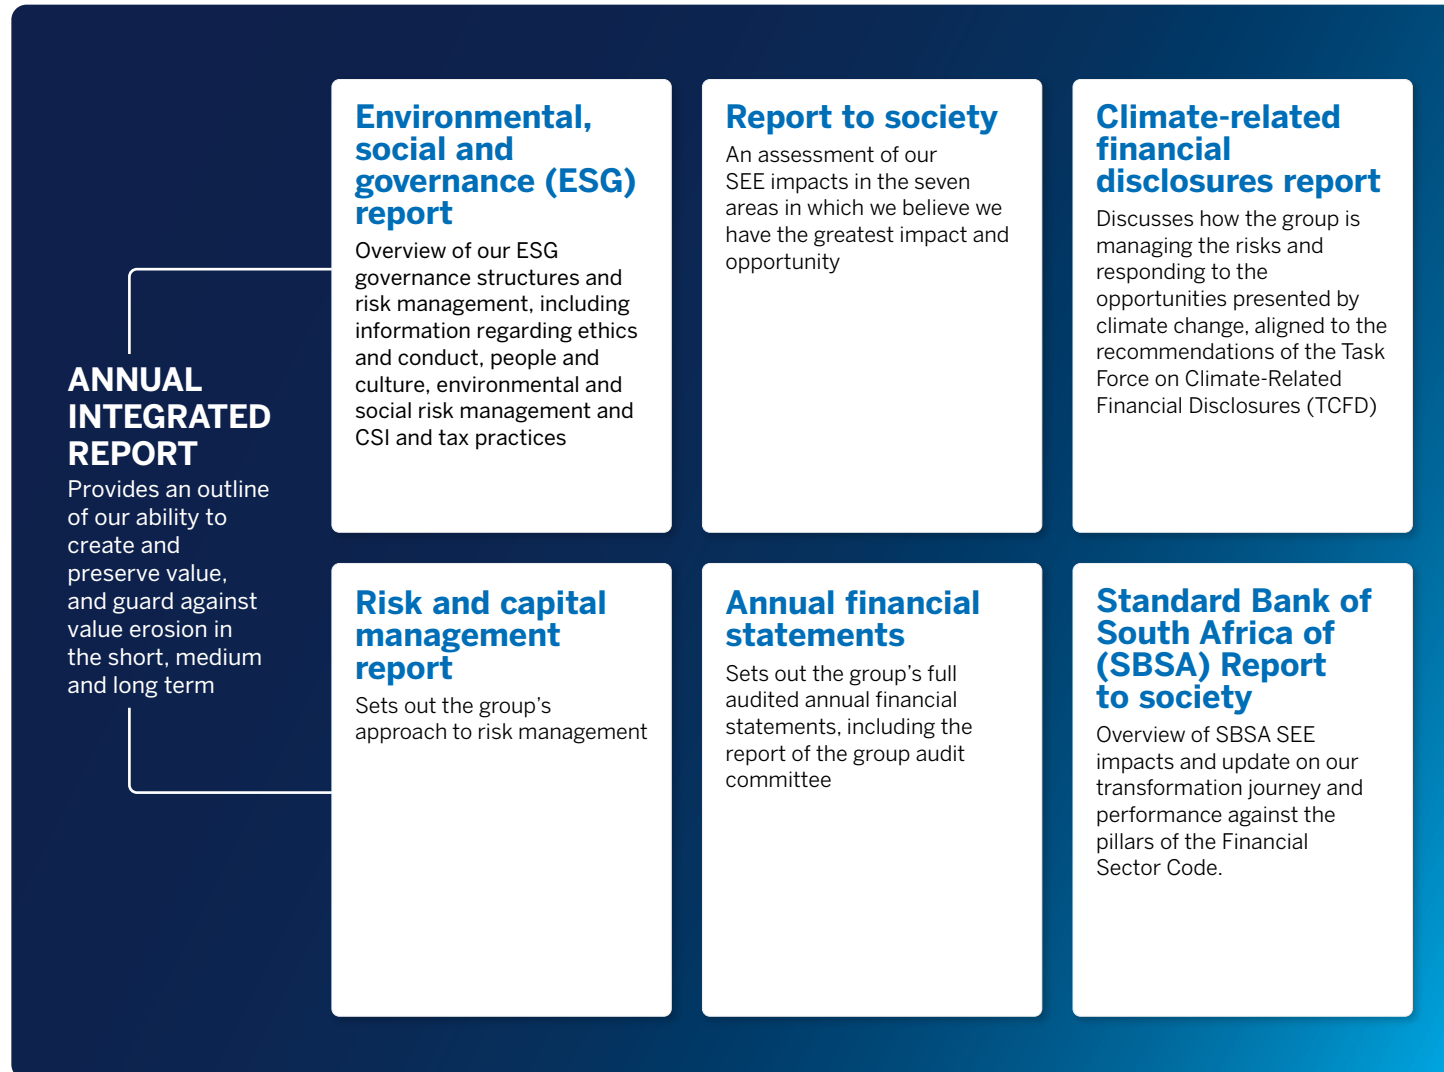 ANNUAL
INTEGRATED
REPORT
Provides an outline
of our ability to
create and
preserve value,
and guard against
value erosion in
the short, medium
and long term
Environmental,
social and
governance (ESG)
report
Overview of our ESG
governance structures and
risk management, including
information regarding ethics
and conduct, people and
culture, environmental and
social risk management and
CSI and tax practices
Report to society
An assessment of our
SEE impacts in the seven
areas in which we believe we
have the greatest impact and
opportunity
Climate-related
financial
disclosures report
Discusses how the group is
managing the risks and
responding to the
opportunities presented by
climate change, aligned to the
recommendations of the Task
Force on Climate-Related
Financial Disclosures (TCFD)
Risk and capital
management
report
Sets out the group’s
approach to risk management
Annual financial
statements
Sets out the group’s full
audited annual financial
statements, including the
report of the group audit
committee
Standard Bank of
South Africa of
(SBSA) Report
to society
Overview of SBSA SEE
impacts and update on our
transformation journey and
performance against the
pillars of the Financial
Sector Code.